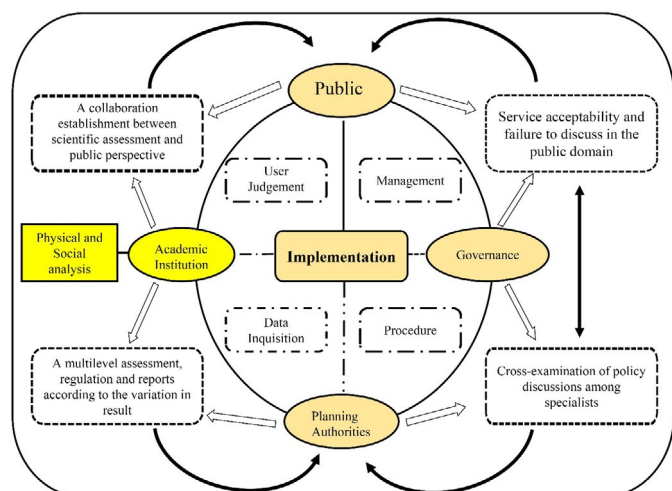 Public
A collaboration
establishment between
scientific assessment and
public perspective
Service acceptability and
failure to discuss in the
public domain
User
Judgement
Management
Physical and
Social
analysis
Academic
Institution
Implementation
Governance
Data
Inquisition
Procedure
A multilevel assessment,
regulation and reports
according to the variation in
result
Cross-examination of policy
discussions among
specialists
Planning
Authorities